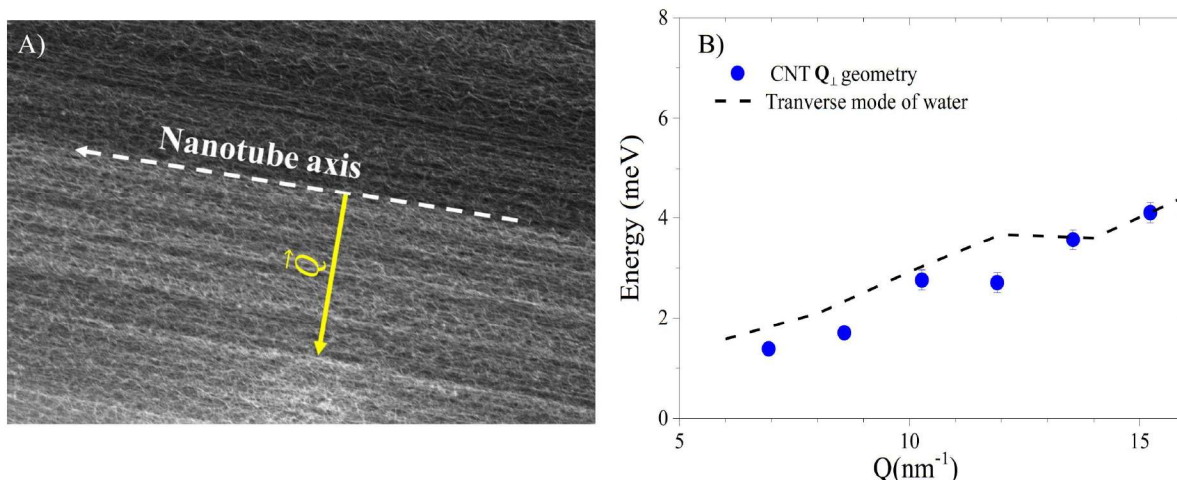 A)
Nanotube axis
Q
B)
CNT Q⊥ geometry
Tranverse mode of water
Energy (meV)
8
6
4
2
0
5
10
15
Q(nm⁻¹)